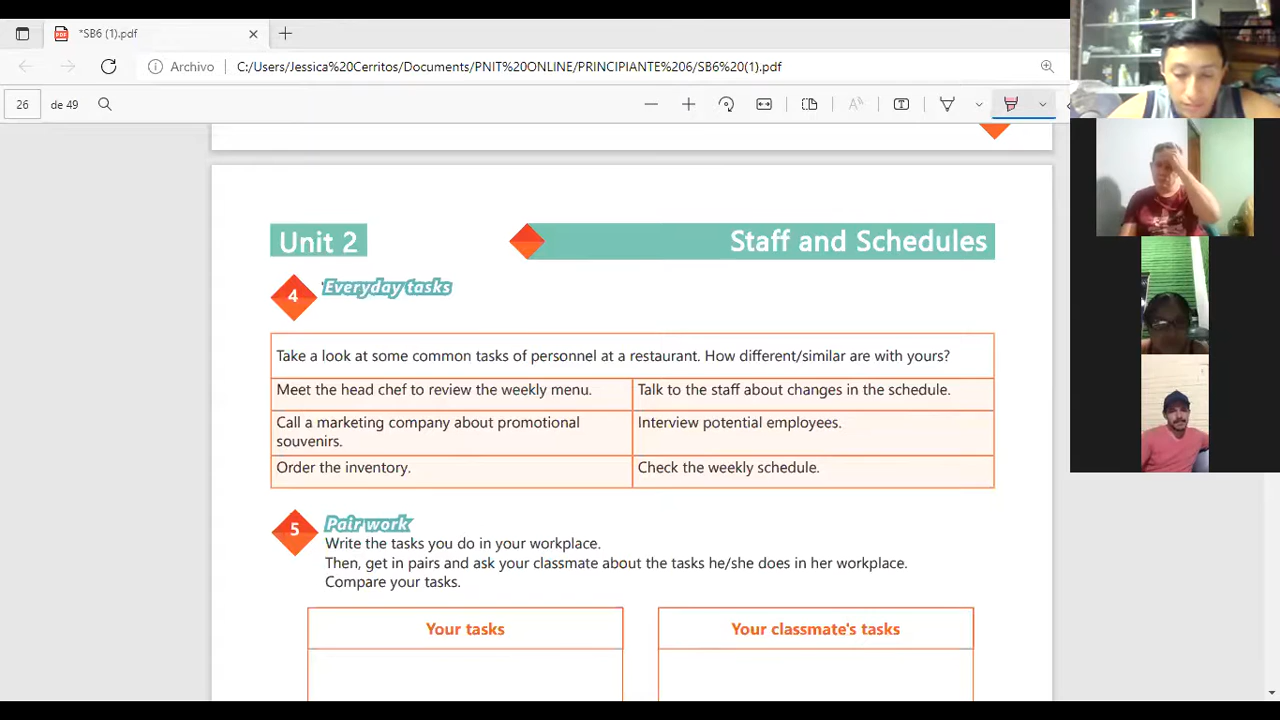 *SB6 (1).pdf
Archivo
C:/Users/Jessica%20Cerritos/Documents/PNIT%20ONLINE/PRINCIPIANTE%206/SB6%20(1).pdf
26
de 49
Unit 2
Staff and Schedules
4
Everyday tasks
Take a look at some common tasks of personnel at a restaurant. How different/similar are with yours?
Meet the head chef to review the weekly menu.
Talk to the staff about changes in the schedule.
Call a marketing company about promotional
souvenirs.
Interview potential employees.
Order the inventory.
Check the weekly schedule.
5
Pair work
Write the tasks you do in your workplace.
Then, get in pairs and ask your classmate about the tasks he/she does in her workplace.
Compare your tasks.
Your tasks
Your classmate's tasks